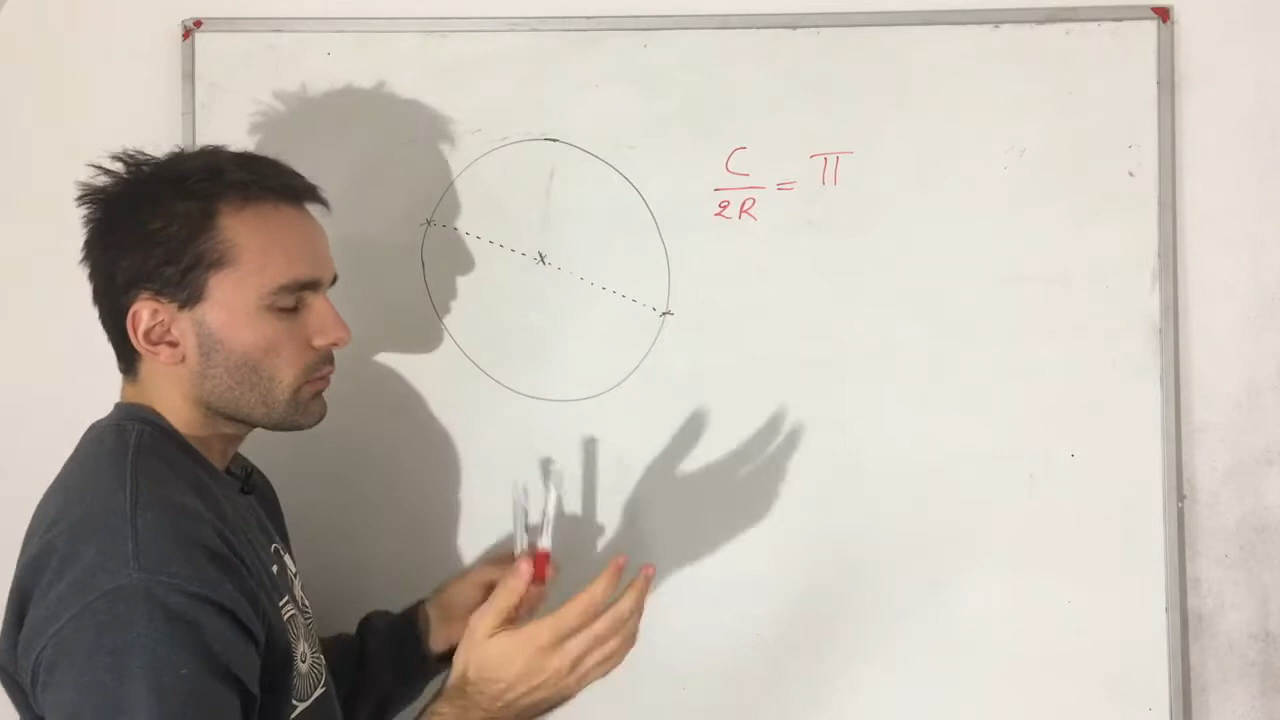 C/2R = π